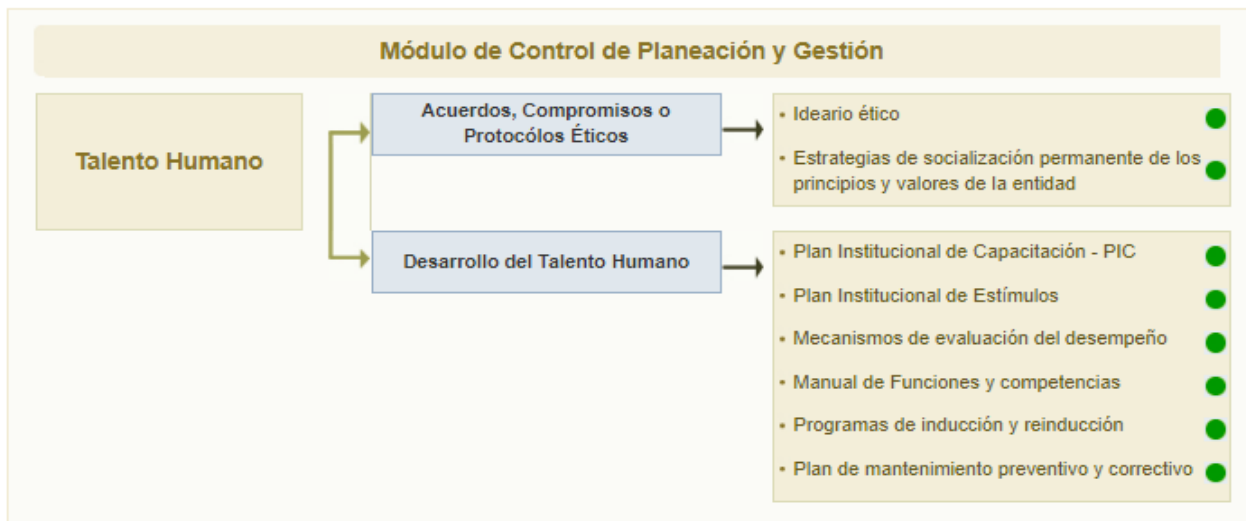 Módulo de Control de Planeación y Gestión
Talento Humano
Acuerdos, Compromisos o
Protocólos Éticos
• Ideario ético
• Estrategias de socialización permanente de los
principios y valores de la entidad
Desarrollo del Talento Humano
• Plan Institucional de Capacitación - PIC
• Plan Institucional de Estímulos
• Mecanismos de evaluación del desempeño
• Manual de Funciones y competencias
• Programas de inducción y reinducción
• Plan de mantenimiento preventivo y correctivo